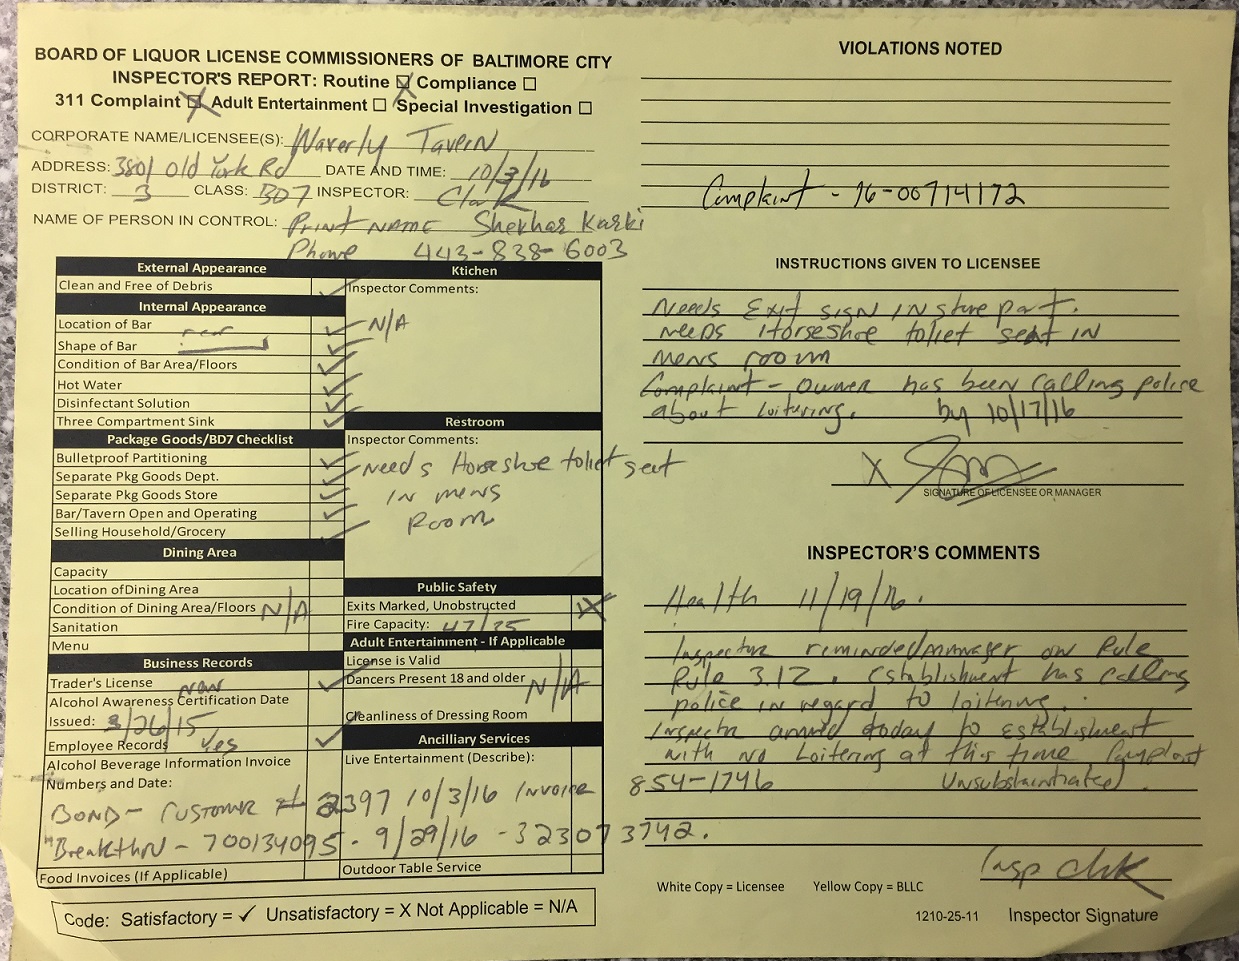 BOARD OF LIQUOR LICENSE COMMISSIONERS OF BALTIMORE CITY
INSPECTOR'S REPORT: Routine ☒ Compliance ☐
311 Complaint ☒ Adult Entertainment ☐ Special Investigation ☐
CORPORATE NAME/LICENSEE(S): Waverly Tavern
ADDRESS: 3801 Old York Rd DATE AND TIME: 10/3/16
DISTRICT: 3 CLASS: BD7 INSPECTOR: Clark
NAME OF PERSON IN CONTROL: Print NAME Shekhar Karki
Phone 443-838-6003
External Appearance
Clean and Free of Debris ✓
Internal Appearance
Location of Bar rear ✓
Shape of Bar ✓
Condition of Bar Area/Floors ✓
Hot Water ✓
Disinfectant Solution ✓
Three Compartment Sink ✓
Package Goods/BD7 Checklist
Bulletproof Partitioning ✓
Separate Pkg Goods Dept. ✓
Separate Pkg Goods Store ✓
Bar/Tavern Open and Operating ✓
Selling Household/Grocery ✓
Dining Area
Capacity
Location ofDining Area
Condition of Dining Area/Floors N/A
Sanitation
Menu
Business Records
Trader's License New ✓
Alcohol Awareness Certification Date
Issued: 3/26/15
Employee Records Yes ✓
Alcohol Beverage Information Invoice
Numbers and Date:
BOND - CUSTOMER # 2397 10/3/16 Invoice
Breakthru - 700134095 - 9/29/16 - 323073742.
Food Invoices (If Applicable)
Ktichen
Inspector Comments:
N/A
Restroom
Inspector Comments:
Needs Horseshoe toliet seat
IN mens
Room
Public Safety
Exits Marked, Unobstructed X
Fire Capacity: 47/75
Adult Entertainment - If Applicable
License is Valid
Dancers Present 18 and older N/A
Cleanliness of Dressing Room
Ancilliary Services
Live Entertainment (Describe):
Outdoor Table Service
Code: Satisfactory = ✓ Unsatisfactory = X Not Applicable = N/A
VIOLATIONS NOTED
Complaint - 16-00714172
INSTRUCTIONS GIVEN TO LICENSEE
Needs Exit sign IN store part.
needs Horseshoe toliet seat IN
mens room
Complaint - owner has been calling police
about loitering. by 10/17/16
X
SIGNATURE OF LICENSEE OR MANAGER
INSPECTOR'S COMMENTS
Health 11/19/16.
Inspector reminded manager on Rule
Rule 3.12. Establishment has calling
police in regard to loitering.
Inspector arrived today to establishment
with no loitering at this time Complaint
854-1746 Unsubstaintiated.
Insp Clark
White Copy = Licensee Yellow Copy = BLLC
1210-25-11 Inspector Signature